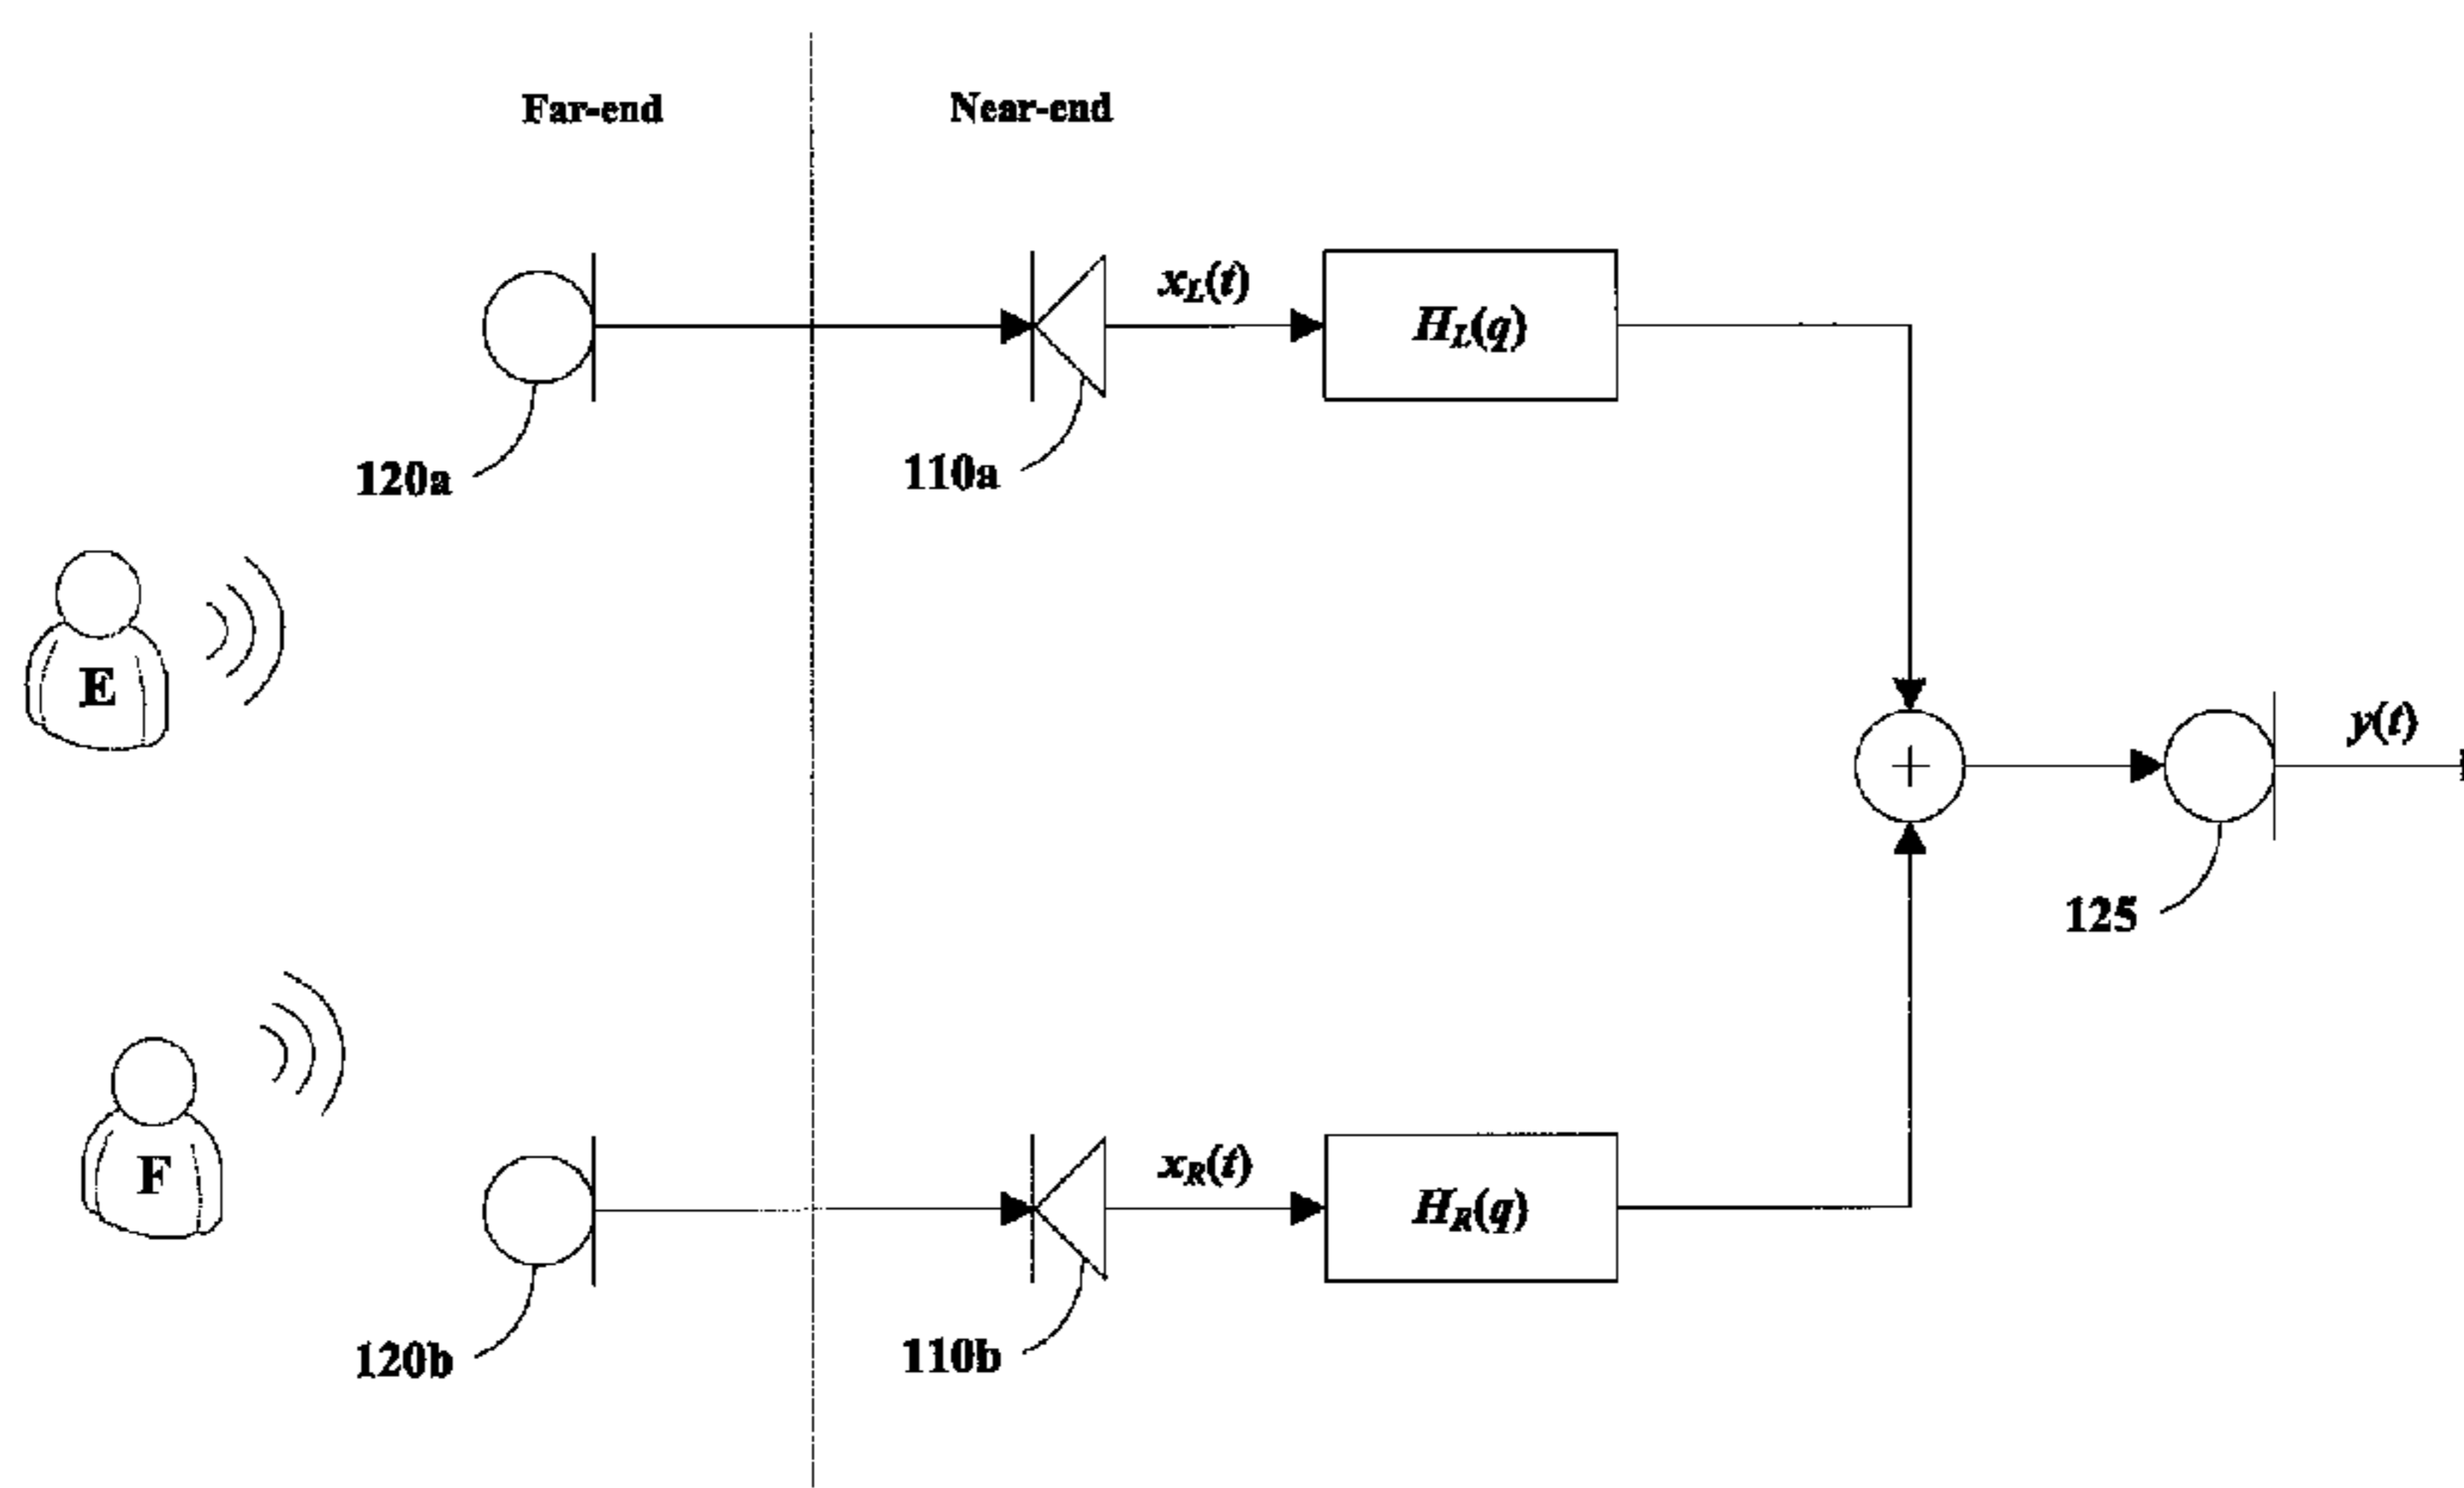 Far-end
Near-end
x_L(t)
H_L(q)
120a
110a
E
+
y(t)
125
F
x_R(t)
H_R(q)
120b
110b